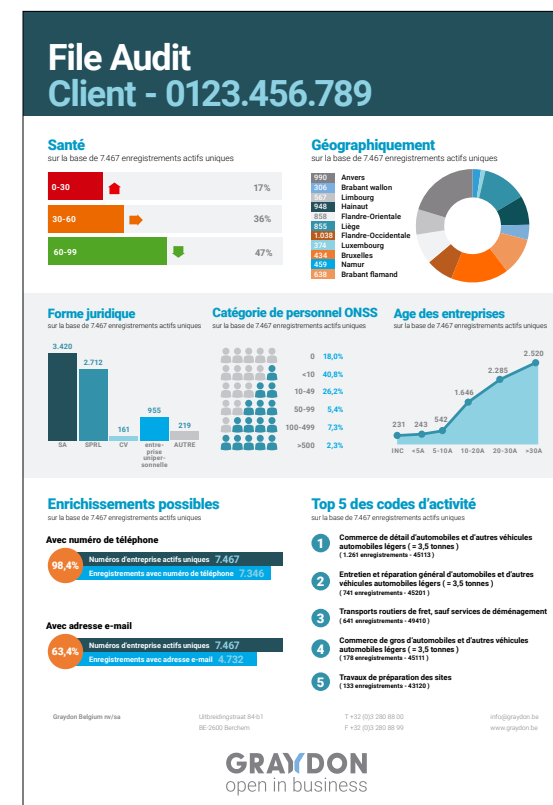 File Audit
Client - 0123.456.789
Santé
sur la base de 7.467 enregistrements actifs uniques
0-30 17%
30-60 36%
60-99 47%
Géographiquement
sur la base de 7.467 enregistrements actifs uniques
990 Anvers
306 Brabant wallon
567 Limbourg
948 Hainaut
858 Flandre-Orientale
855 Liège
1.038 Flandre-Occidentale
374 Luxembourg
434 Bruxelles
459 Namur
638 Brabant flamand
Forme juridique
sur la base de 7.467 enregistrements actifs uniques
3.420
2.712
161
955
219
SA
SPRL
CV
entre-
prise
uniper-
sonnelle
AUTRE
Catégorie de personnel ONSS
sur la base de 7.467 enregistrements actifs uniques
0 18,0%
<10 40,8%
10-49 26,2%
50-99 5,4%
100-499 7,3%
>500 2,3%
Age des entreprises
sur la base de 7.467 enregistrements actifs uniques
231
243
542
1.646
2.285
2.520
INC <5A 5-10A 10-20A 20-30A >30A
Enrichissements possibles
sur la base de 7.467 enregistrements actifs uniques
Avec numéro de téléphone
98,4%
Numéros d'entreprise actifs uniques 7.467
Enregistrements avec numéro de téléphone 7.346
Avec adresse e-mail
63,4%
Numéros d'entreprise actifs uniques 7.467
Enregistrements avec adresse e-mail 4.732
Top 5 des codes d'activité
sur la base de 7.467 enregistrements actifs uniques
1 Commerce de détail d'automobiles et d'autres véhicules
automobiles légers ( = 3,5 tonnes )
( 1.261 enregistrements - 45113 )
2 Entretien et réparation général d'automobiles et d'autres
véhicules automobiles légers ( = 3,5 tonnes )
( 741 enregistrements - 45201 )
3 Transports routiers de fret, sauf services de déménagement
( 641 enregistrements - 49410 )
4 Commerce de gros d'automobiles et d'autres véhicules
automobiles légers ( = 3,5 tonnes )
( 178 enregistrements - 45111 )
5 Travaux de préparation des sites
( 133 enregistrements - 43120 )
Graydon Belgium nv/sa
Uitbreidingstraat 84-b1
BE-2600 Berchem
T +32 (0)3 280 88 00
F +32 (0)3 280 88 99
info@graydon.be
www.graydon.be
GRAYDON
open in business